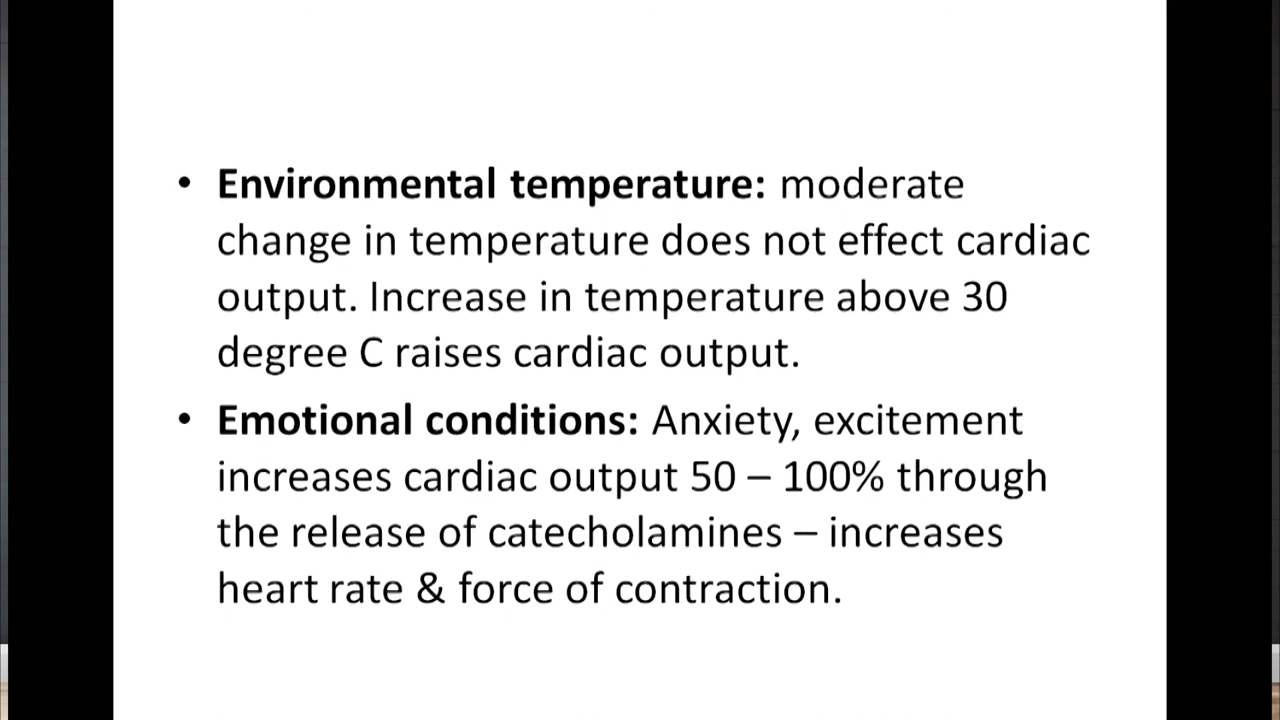 • Environmental temperature: moderate
change in temperature does not effect cardiac
output. Increase in temperature above 30
degree C raises cardiac output.
• Emotional conditions: Anxiety, excitement
increases cardiac output 50 – 100% through
the release of catecholamines – increases
heart rate & force of contraction.